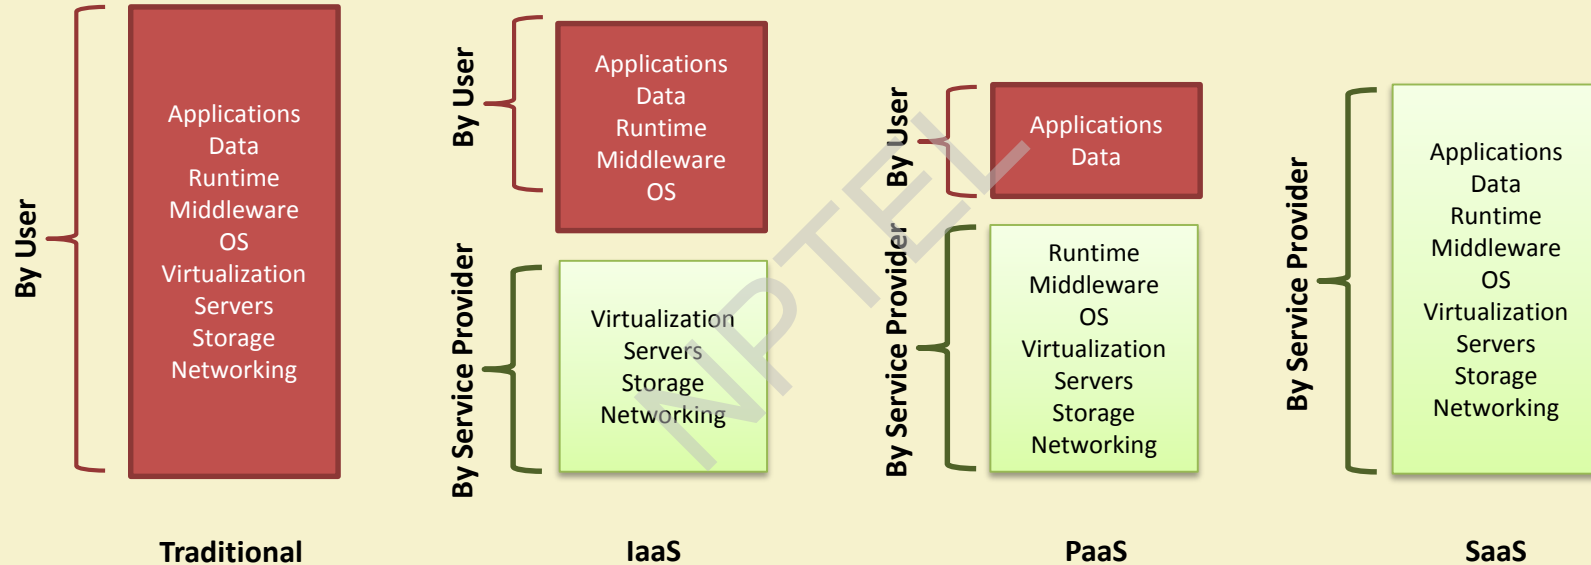 By User
Applications
Data
Runtime
Middleware
OS
Virtualization
Servers
Storage
Networking
Traditional
By User
Applications
Data
Runtime
Middleware
OS
By Service Provider
Virtualization
Servers
Storage
Networking
IaaS
By User
Applications
Data
By Service Provider
Runtime
Middleware
OS
Virtualization
Servers
Storage
Networking
PaaS
By Service Provider
Applications
Data
Runtime
Middleware
OS
Virtualization
Servers
Storage
Networking
SaaS
NPTEL